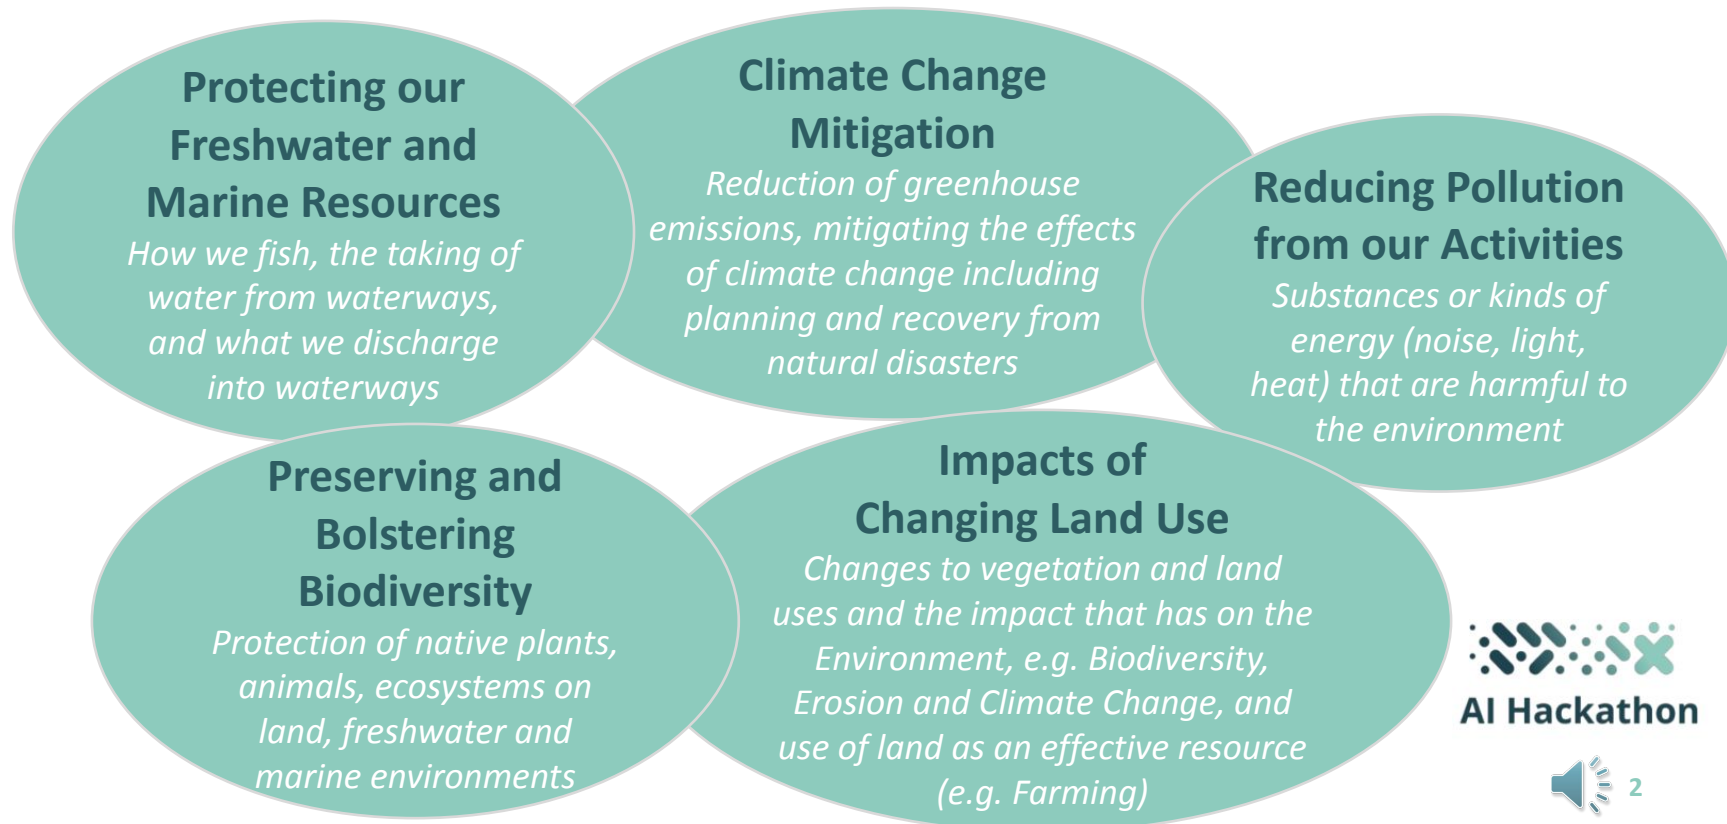 Protecting our
Freshwater and
Marine Resources
How we fish, the taking of
water from waterways,
and what we discharge
into waterways
Climate Change
Mitigation
Reduction of greenhouse
emissions, mitigating the effects
of climate change including
planning and recovery from
natural disasters
Reducing Pollution
from our Activities
Substances or kinds of
energy (noise, light,
heat) that are harmful to
the environment
Preserving and
Bolstering
Biodiversity
Protection of native plants,
animals, ecosystems on
land, freshwater and
marine environments
Impacts of
Changing Land Use
Changes to vegetation and land
uses and the impact that has on the
Environment, e.g. Biodiversity,
Erosion and Climate Change, and
use of land as an effective resource
(e.g. Farming)
AI Hackathon
2